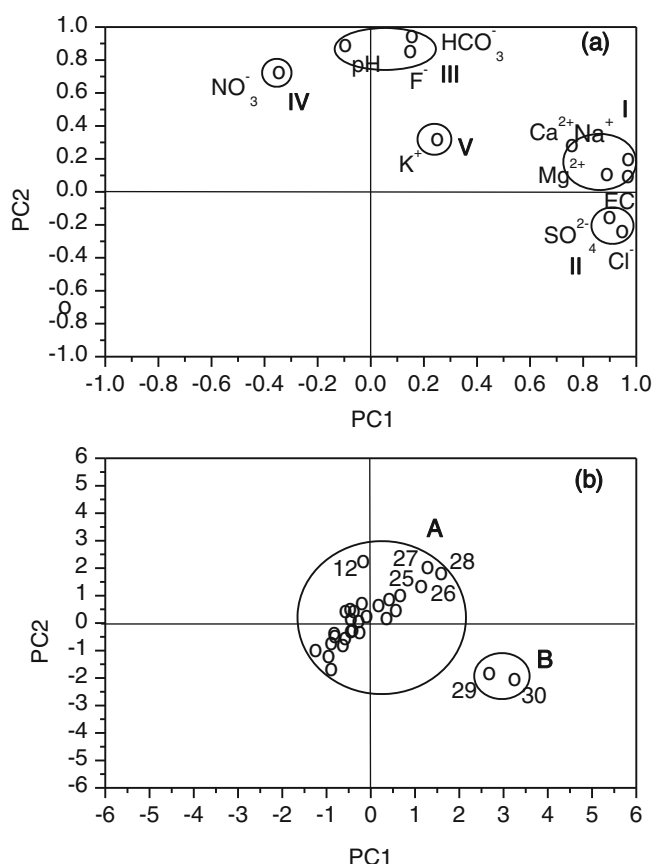 (a)
1.0
0.8
0.6
0.4
0.2
0.0
-0.2
-0.4
-0.6
-0.8
-1.0
PC2
NO₃⁻
IV
pH
F⁻
III
HCO₃⁻
K⁺
V
I
Ca²⁺ Na⁺
Mg²⁺
EC
SO₄²⁻
II
Cl⁻
-1.0 -0.8 -0.6 -0.4 -0.2 0.0 0.2 0.4 0.6 0.8 1.0
PC1
(b)
6
5
4
3
2
1
0
-1
-2
-3
-4
-5
-6
PC2
A
12
27
28
25
26
B
29
30
-6 -5 -4 -3 -2 -1 0 1 2 3 4 5 6
PC1